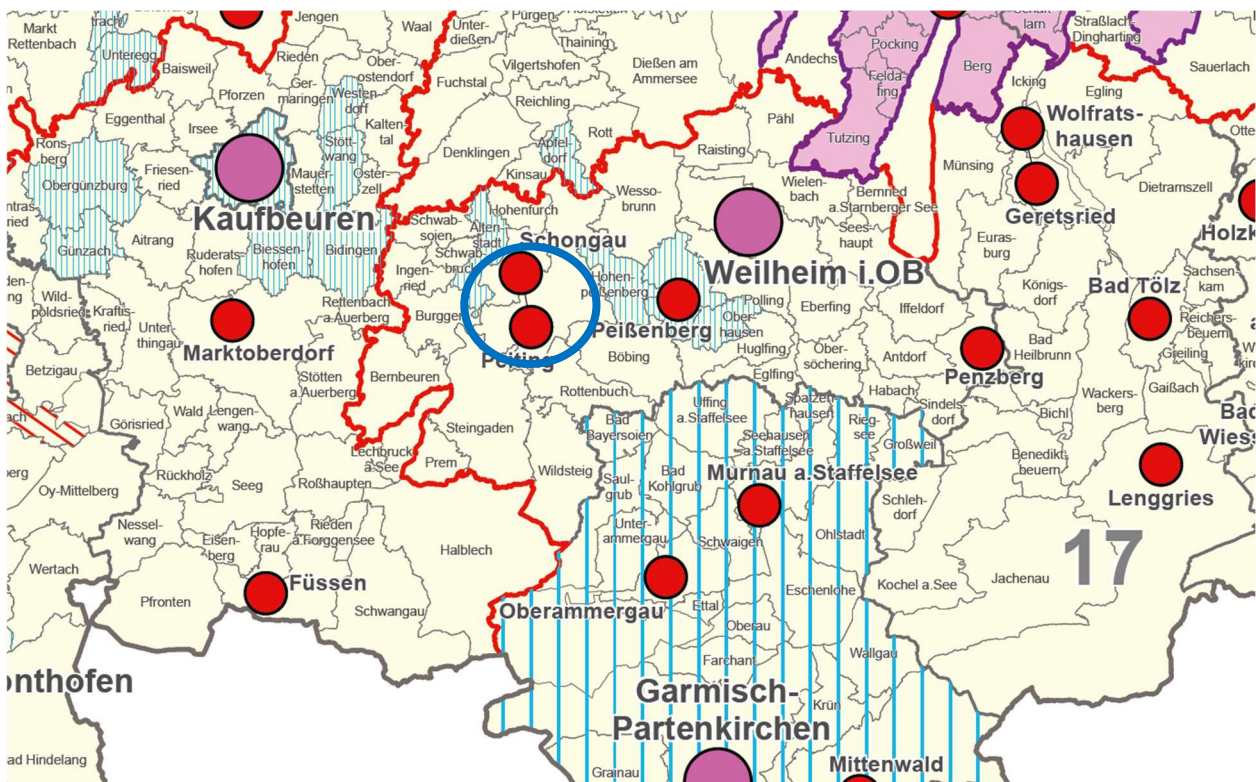 Markt
Rettenbach
Unteregg
Baisweil
Jengen
Rieden
Waal
Unter-
dießen
Pürgen
Thaining
Vilgertshofen
Dießen am
Ammersee
Andechs
Pöcking
Felda-
fing
Berg
Icking
Straßlach-
Dingharting
Sauerlach
Egling
Pforzen
Ger-
maringen
Ober-
ostendorf
Westen-
dorf
Fuchstal
Reichling
Eggenthal
Irsee
Kalten-
tal
Stött-
wang
Denklingen
Apfel-
dorf
Rott
Pähl
Raisting
Tutzing
Wolfrats-
hausen
Münsing
Rons-
berg
Obergünzburg
Friesen-
ried
Mauer-
stetten
Oster-
zell
Kinsau
Wesso-
brunn
Wielen-
bach
Bernried
a.Starnberger See
Dietramszell
Geretsried
Kaufbeuren
Hohenfurch
Schwab-
soien
Alten-
stadt
Schongau
Sees-
haupt
Euras-
burg
Holzk
Günzach
Aitrang
Ruderats-
hofen
Biessen-
hofen
Bidingen
Schwab-
bruck
Ingen-
ried
Hohen-
peißenberg
Weilheim i.OB
Sachsen-
kam
Wild-
poldsried
Kraftis-
ried
Unter
thingau
Rettenbach
a.Auerberg
Burggen
Polling
Eberfing
Iffeldorf
Königs-
dorf
Bad Tölz
Reichers-
beuern
Marktoberdorf
Peiting
Peißenberg
Ober-
hausen
Huglfing
Ober-
söchering
Antdorf
Bad
Heilbrunn
Greiling
Betzigau
Stötten
a.Auerberg
Bernbeuren
Böbing
Eglfing
Penzberg
Rottenbuch
Habach
Sindels-
dorf
Bichl
Wackers-
berg
Gaißach
Görisried
Wald
Lengen-
wang
Steingaden
Bad
Bayersoien
Uffing
a.Staffelsee
Spatzen-
hausen
Rieg-
see
Großweil
Seehausen
a.Staffelsee
Bad
Wies
Lechbruck
a.See
Prem
Wildsteig
Benedikt-
beuern
Rückholz
Seeg
Roßhaupten
Saul-
grub
Bad
Kohlgrub
Murnau a.Staffelsee
Lenggries
Oy-Mittelberg
Schleh-
dorf
Nessel-
wang
Eisen-
berg
Hopfe-
rau
Rieden
a.Forggensee
Halblech
Unter-
ammergau
Schwaigen
Ohlstadt
17
Wertach
Füssen
Kochel a.See
Jachenau
Pfronten
Schwangau
Oberammergau
Ettal
Eschenlohe
Oberau
Farchant
Wallgau
onthofen
Garmisch-
Partenkirchen
Krün
ad Hindelang
Grainau
Mittenwald